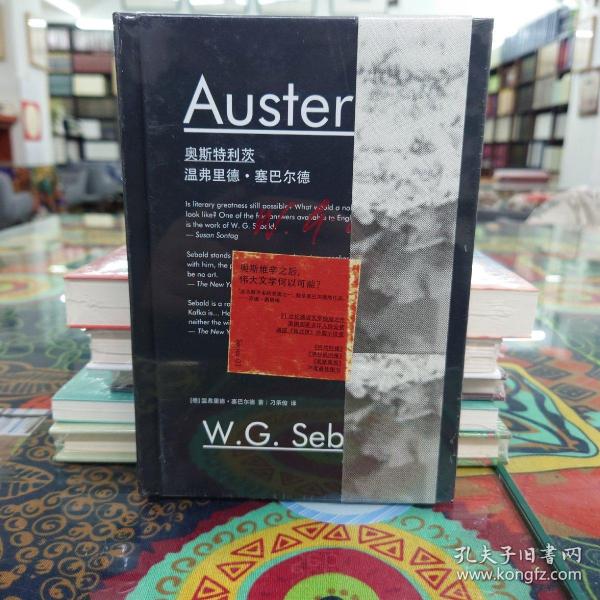 Auster
奥斯特利茨
温弗里德·塞巴尔德
Is literary greatness still possible? What would a no
look like? One of the few answers available to Engl
is the work of W. G. Sebald.
— Susan Sontag
Sebald stands
with him, the p
be no art.
— The New Y
Sebald is a ra
Kafka is... He
neither the wi
— The New Y
奥斯维辛之后,
伟大文学何以可能?
[德]温弗里德·塞巴尔德 著 | 刁承俊 译
W.G. Seb
孔夫子旧书网
www.kongfz.com